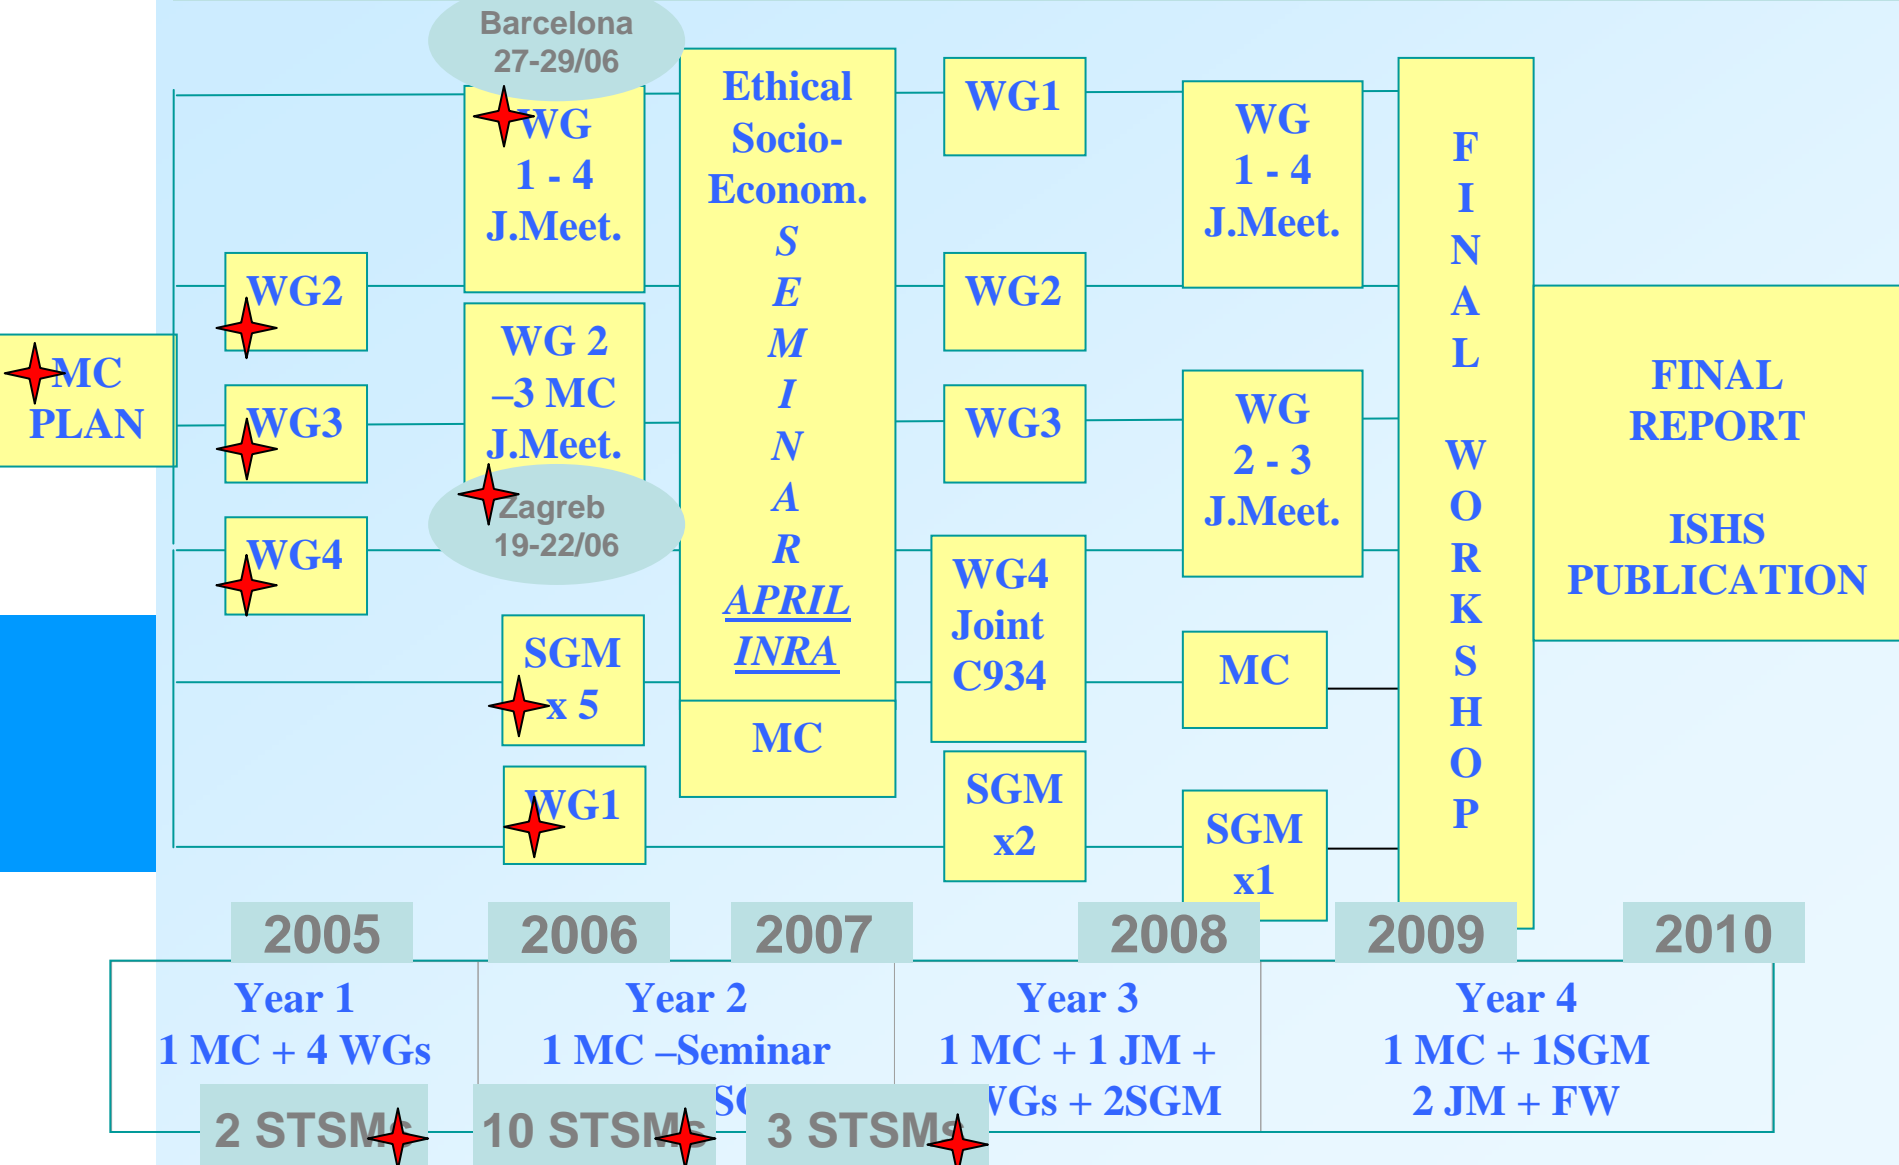 Barcelona
27-29/06
MC
PLAN
WG2
WG3
WG4
WG
1 - 4
J.Meet.
WG 2
–3 MC
J.Meet.
Zagreb
19-22/06
SGM
x 5
WG1
Ethical
Socio-
Econom.
S
E
M
I
N
A
R
APRIL
INRA
MC
WG1
WG2
WG3
WG4
Joint
C934
SGM
x2
WG
1 - 4
J.Meet.
WG
2 - 3
J.Meet.
MC
SGM
x1
F
I
N
A
L
W
O
R
K
S
H
O
P
FINAL
REPORT
ISHS
PUBLICATION
2005
2006
2007
2008
2009
2010
Year 1
1 MC + 4 WGs
Year 2
1 MC –Seminar
Year 3
1 MC + 1 JM +
WGs + 2SGM
Year 4
1 MC + 1SGM
2 JM + FW
2 STSMs
10 STSMs
3 STSMs